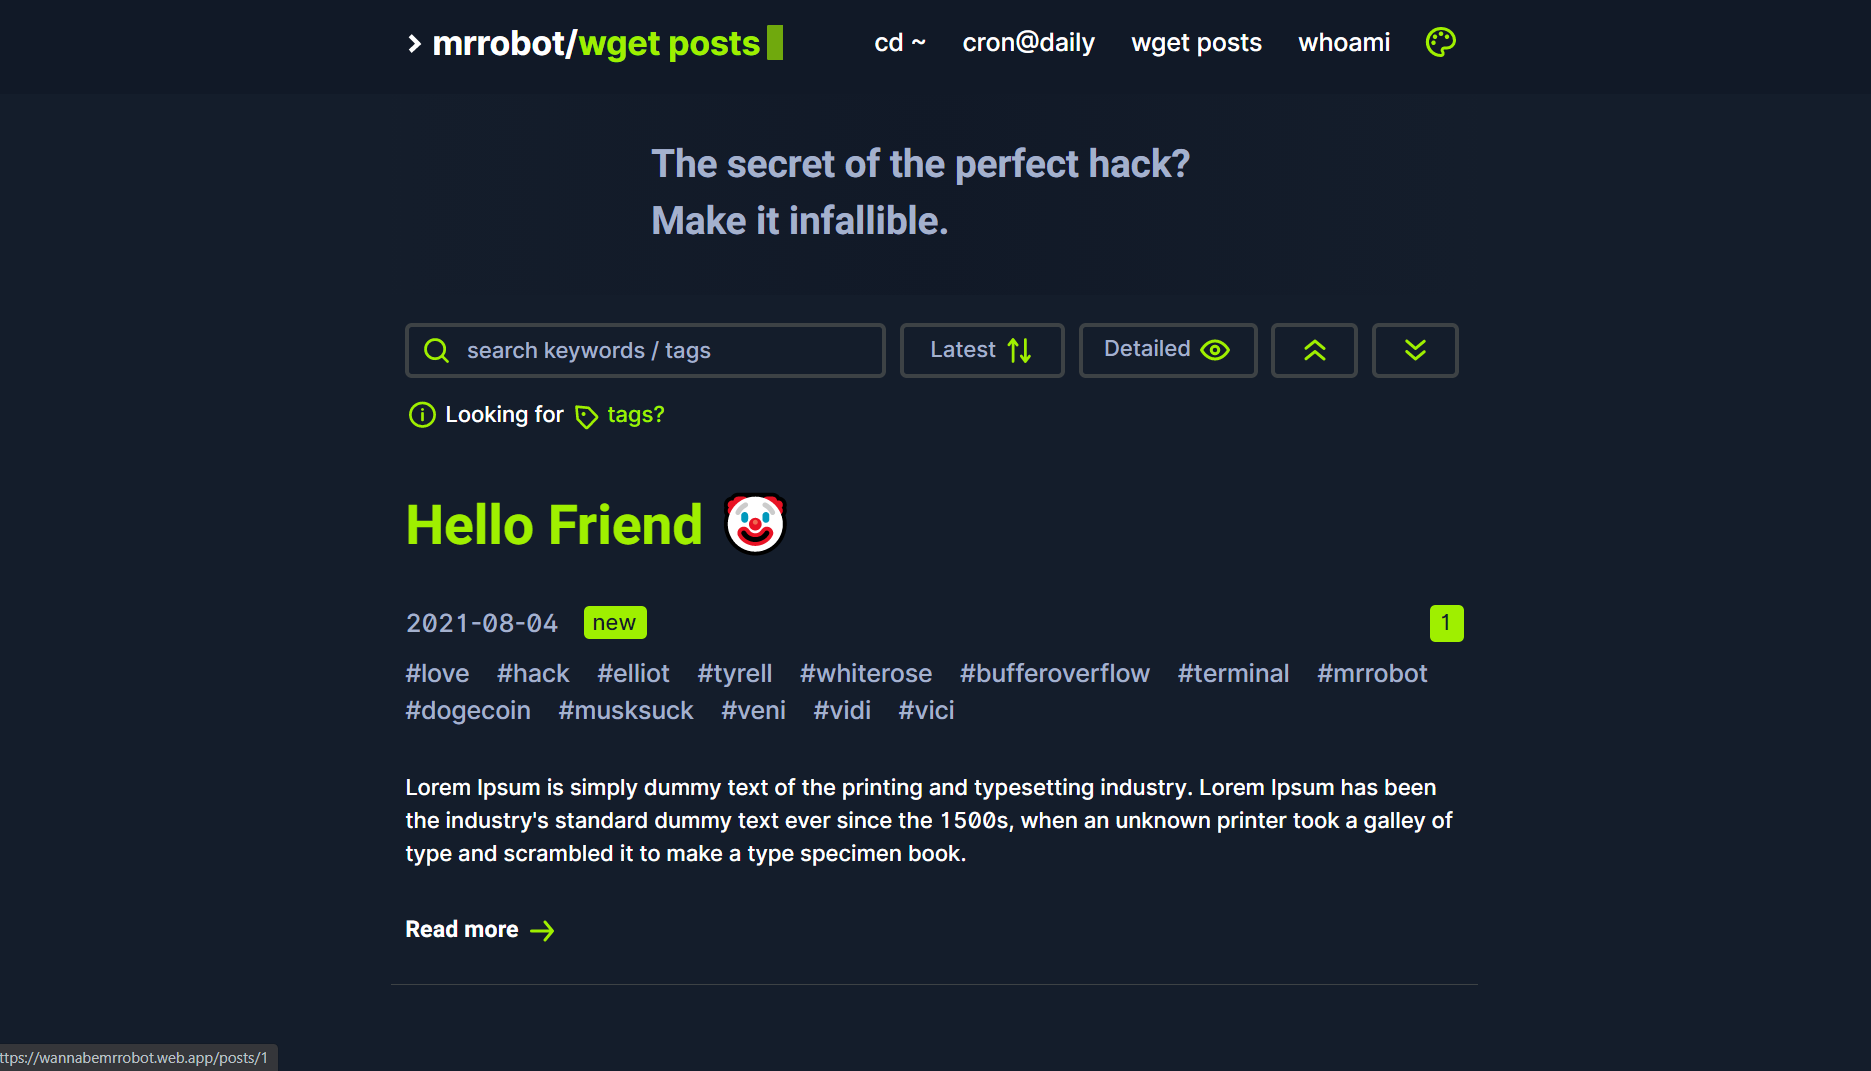 mrrobot/wget posts
cd ~ cron@daily wget posts whoami
The secret of the perfect hack?
Make it infallible.
search keywords / tags
Latest
Detailed
Looking for tags?
Hello Friend
2021-08-04 new 1
#love #hack #elliot #tyrell #whiterose #bufferoverflow #terminal #mrrobot
#dogecoin #musksuck #veni #vidi #vici
Lorem Ipsum is simply dummy text of the printing and typesetting industry. Lorem Ipsum has been
the industry's standard dummy text ever since the 1500s, when an unknown printer took a galley of
type and scrambled it to make a type specimen book.
Read more
ttps://wannabemrrobot.web.app/posts/1